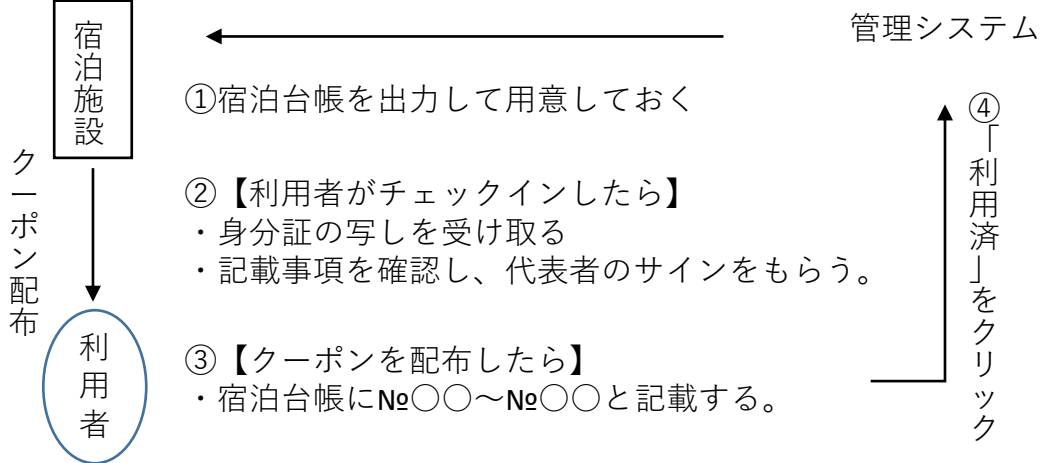 宿泊施設
管理システム
①宿泊台帳を出力して用意しておく
クーポン配布
②【利用者がチェックインしたら】
・身分証の写しを受け取る
・記載事項を確認し、代表者のサインをもらう。
利用者
③【クーポンを配布したら】
・宿泊台帳に№○○~№○○と記載する。
④「利用済」をクリック